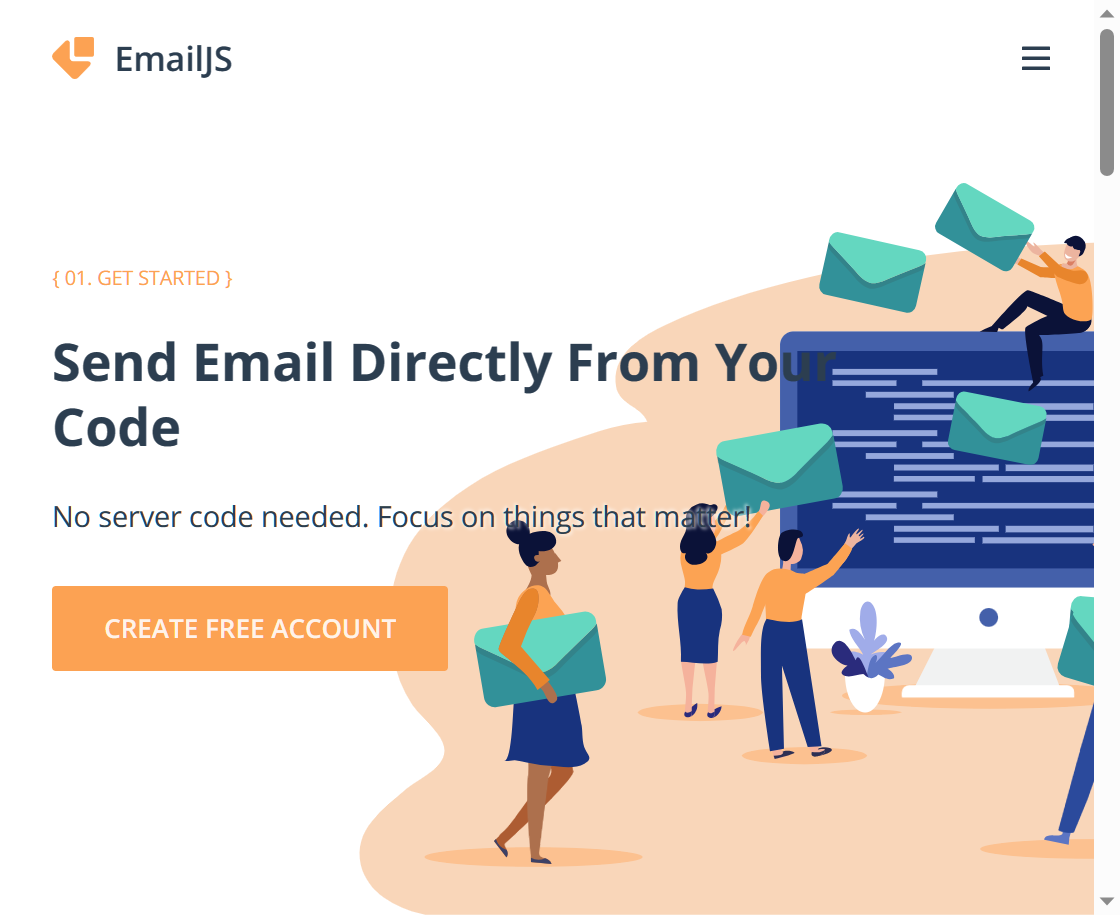 EmailJS
{ 01. GET STARTED }
Send Email Directly From Your
Code
No server code needed. Focus on things that matter!
CREATE FREE ACCOUNT